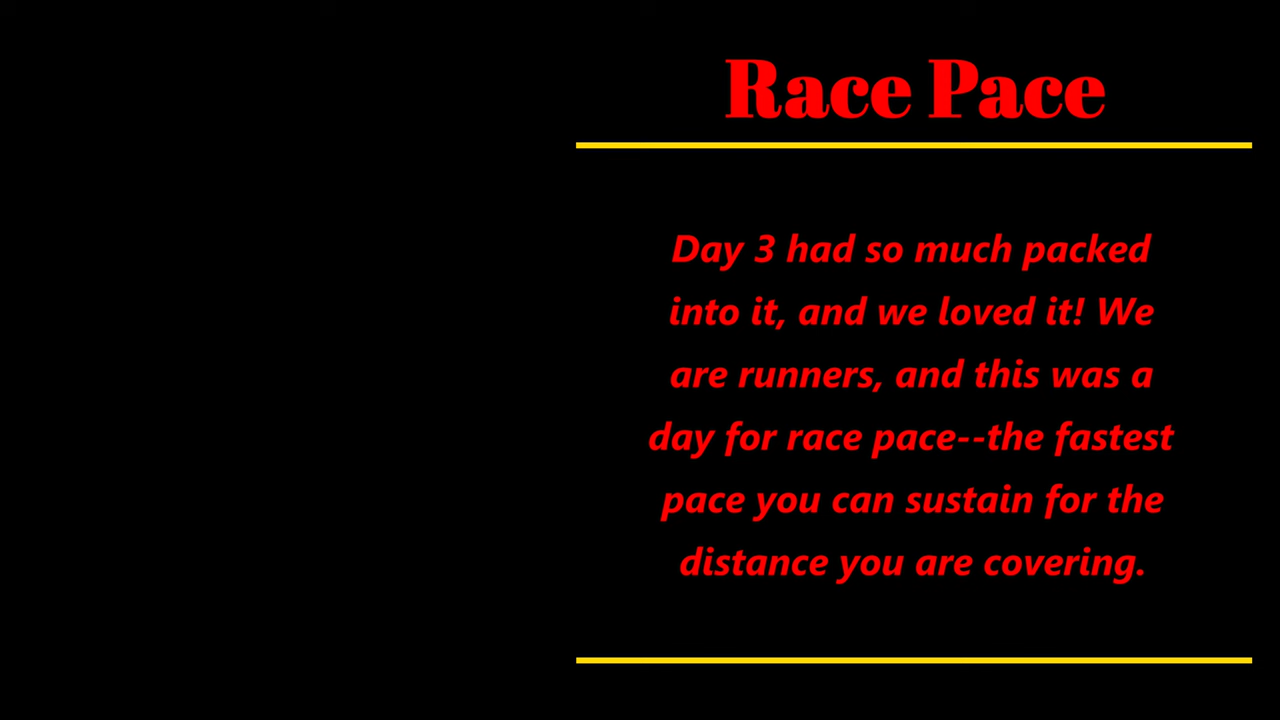 Race Pace
Day 3 had so much packed
into it, and we loved it! We
are runners, and this was a
day for race pace--the fastest
pace you can sustain for the
distance you are covering.